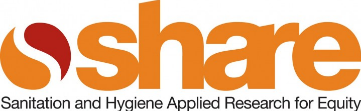 share
Sanitation and Hygiene Applied Research for Equity